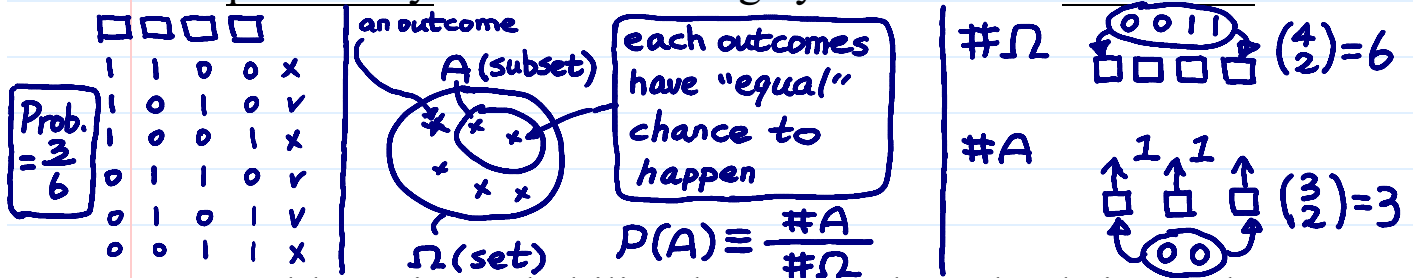 Prob.
= 3/6
□ □ □ □
1 1 0 0 x
1 0 1 0 v
1 0 0 1 x
0 1 1 0 v
0 1 0 1 v
0 0 1 1 x
an outcome
A (subset)
Ω (set)
each outcomes
have "equal"
chance to
happen
P(A) ≡ #A/#Ω
#Ω
0 0 1 1
□ □ □ □
(4 2) = 6
#A
1 1
□ □ □
(3 2) = 3
0 0